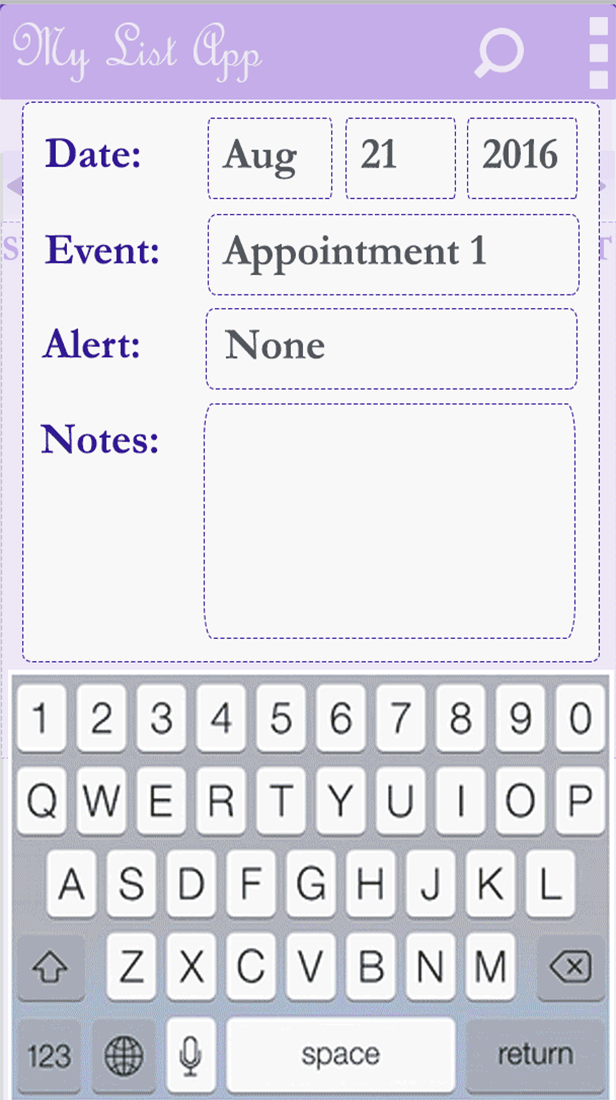 My List App
Date: Aug 21 2016
S T
Event: Appointment 1
Alert: None
Notes:
1 2 3 4 5 6 7 8 9 0
Q W E R T Y U I O P
A S D F G H J K L
Z X C V B N M
123 space return